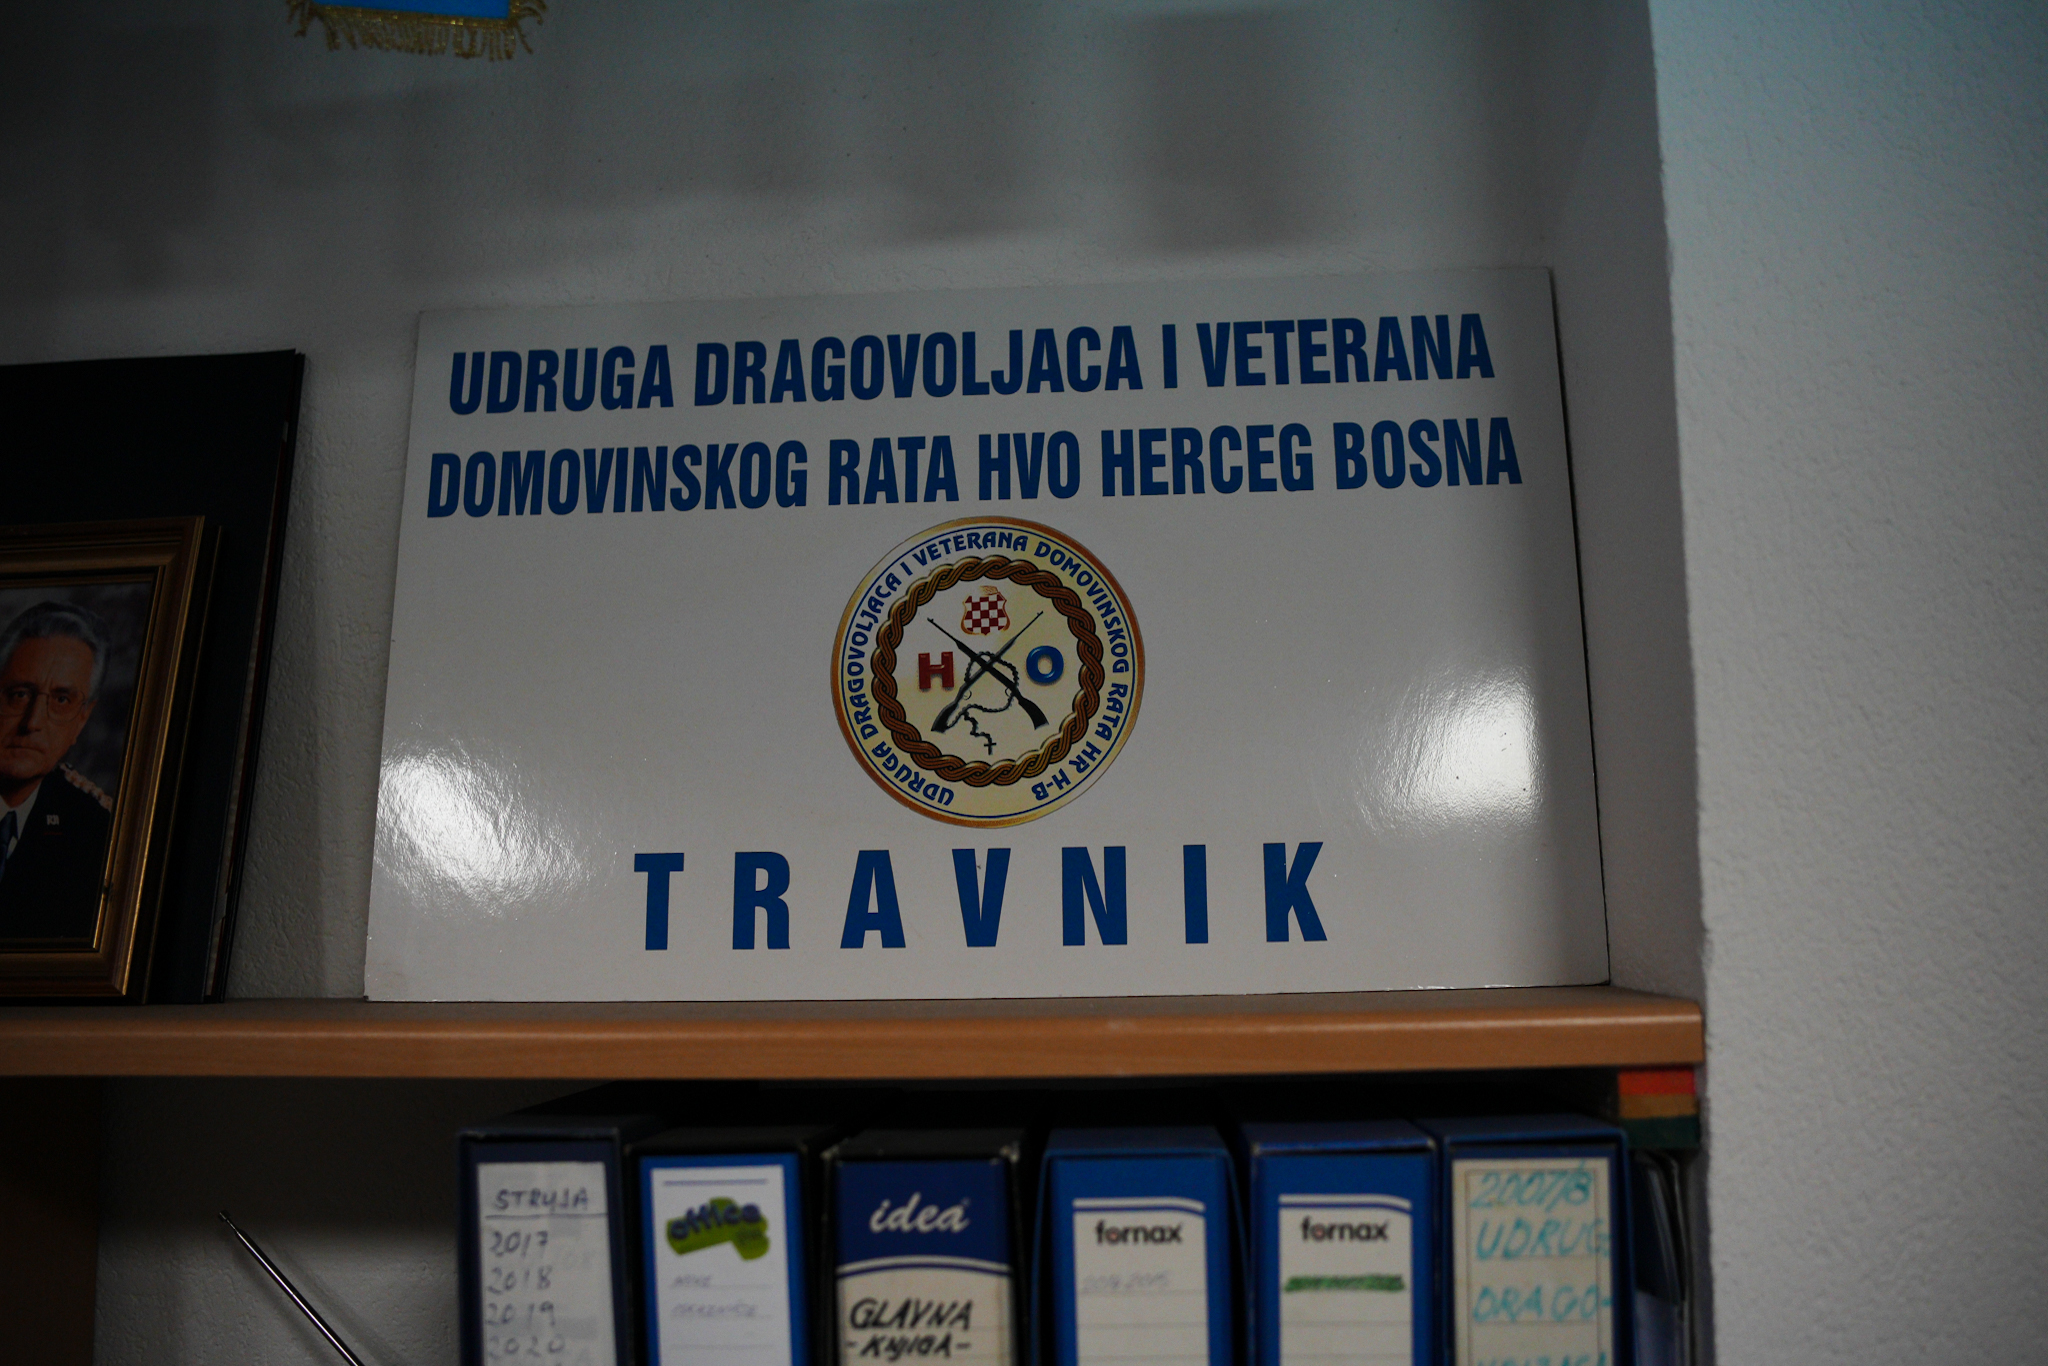 UDRUGA DRAGOVOLJACA I VETERANA
DOMOVINSKOG RATA HVO HERCEG BOSNA
UDRUGA DRAGOVOLJACA I VETERANA DOMOVINSKOG RATA HR H-B
H O
TRAVNIK
STRUJA
2017
2018
2019
2020
office
idea
GLAVNA
-KNJIGA-
fornax
fornax
2007/8
UDRUG.
DRAGO-